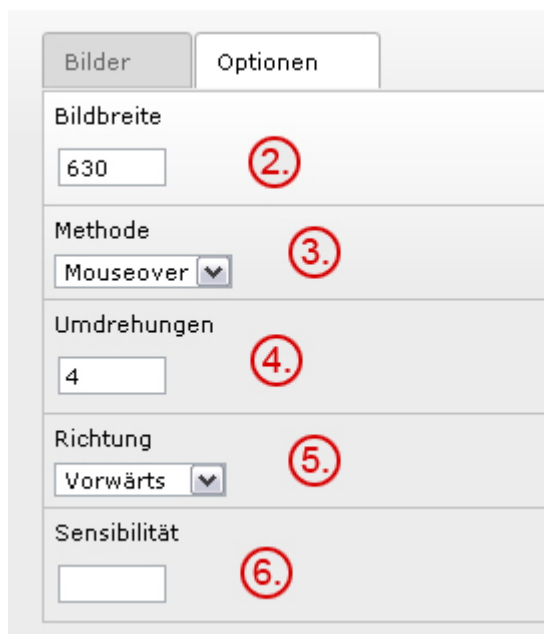 Bilder Optionen
Bildbreite
630 2.
Methode
3.
Mouseover
Umdrehungen
4.
4
Richtung
5.
Vorwärts
Sensibilität
6.